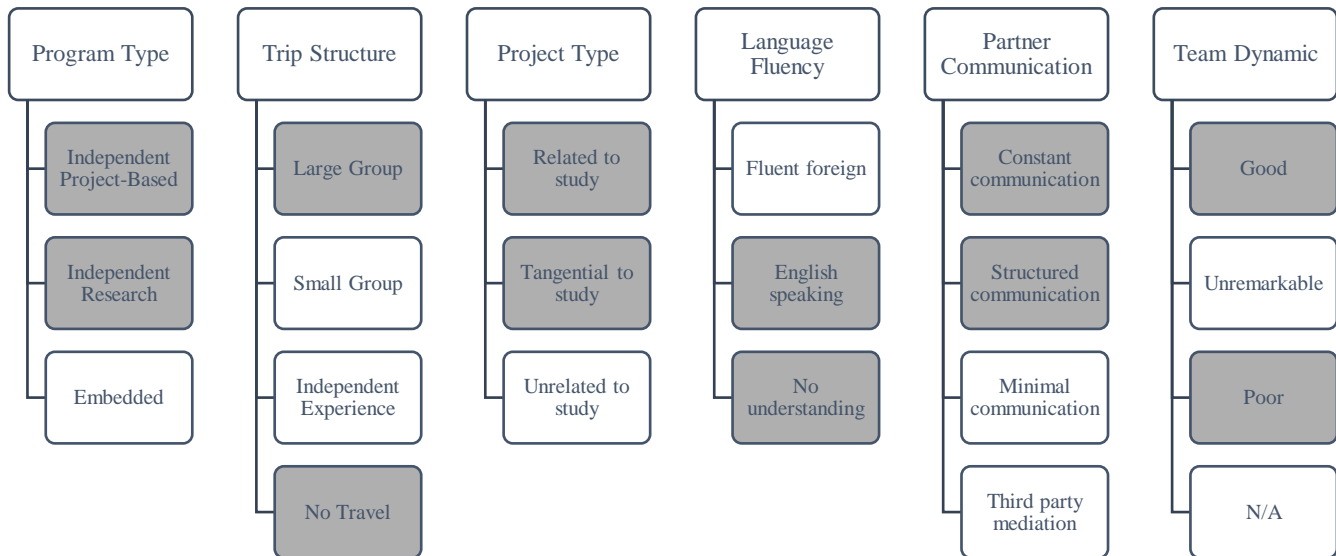 Program Type
Independent
Project-Based
Independent
Research
Embedded
Trip Structure
Large Group
Small Group
Independent
Experience
No Travel
Project Type
Related to
study
Tangential to
study
Unrelated to
study
Language
Fluency
Fluent foreign
English
speaking
No
understanding
Partner
Communication
Constant
communication
Structured
communication
Minimal
communication
Third party
mediation
Team Dynamic
Good
Unremarkable
Poor
N/A